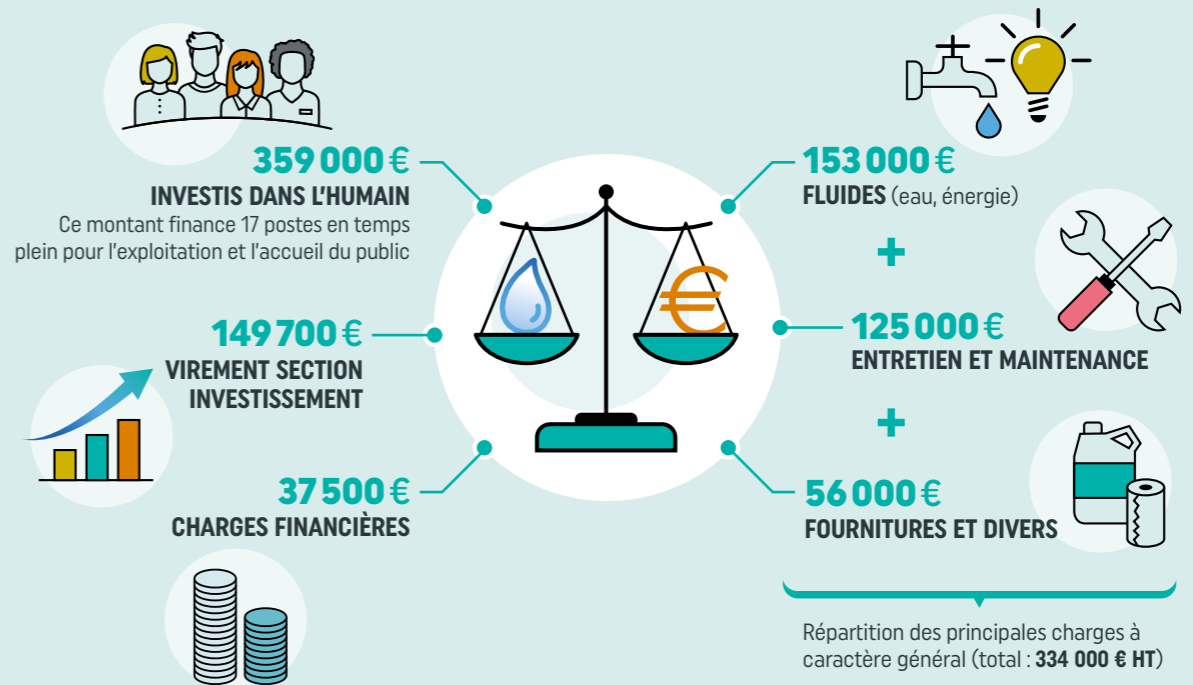 359 000 €
INVESTIS DANS L'HUMAIN
Ce montant finance 17 postes en temps
plein pour l'exploitation et l'accueil du public
149 700 €
VIREMENT SECTION
INVESTISSEMENT
37 500 €
CHARGES FINANCIÈRES
€
153 000 €
FLUIDES (eau, énergie)
+
125 000 €
ENTRETIEN ET MAINTENANCE
+
56 000 €
FOURNITURES ET DIVERS
Répartition des principales charges à
caractère général (total : 334 000 € HT)